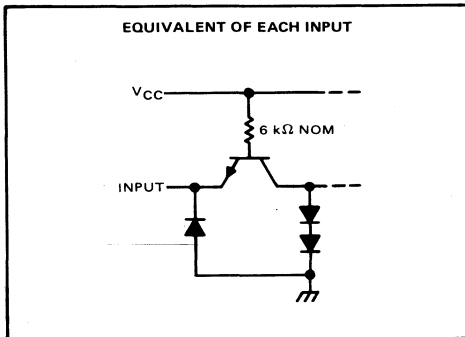 EQUIVALENT OF EACH INPUT
VCC
6 kΩ NOM
INPUT